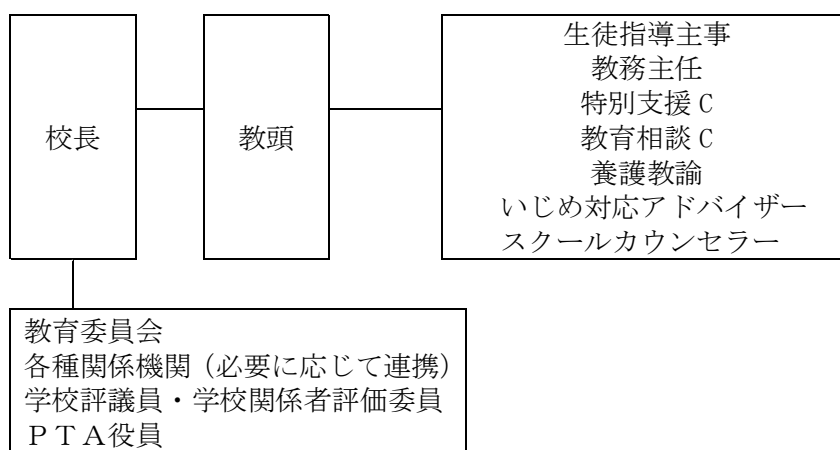 校長
教頭
生徒指導主事
教務主任
特別支援C
教育相談C
養護教諭
いじめ対応アドバイザー
スクールカウンセラー
教育委員会
各種関係機関（必要に応じて連携）
学校評議員・学校関係者評価委員
ＰＴＡ役員